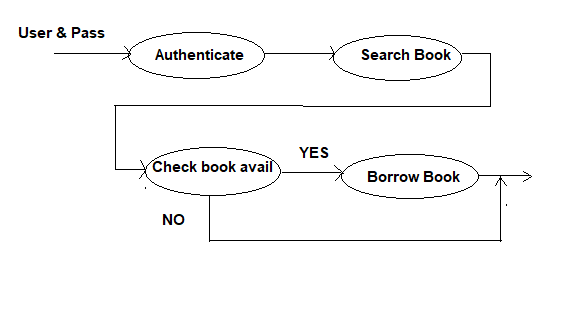 User & Pass
Authenticate
Search Book
Check book avail
YES
Borrow Book
NO